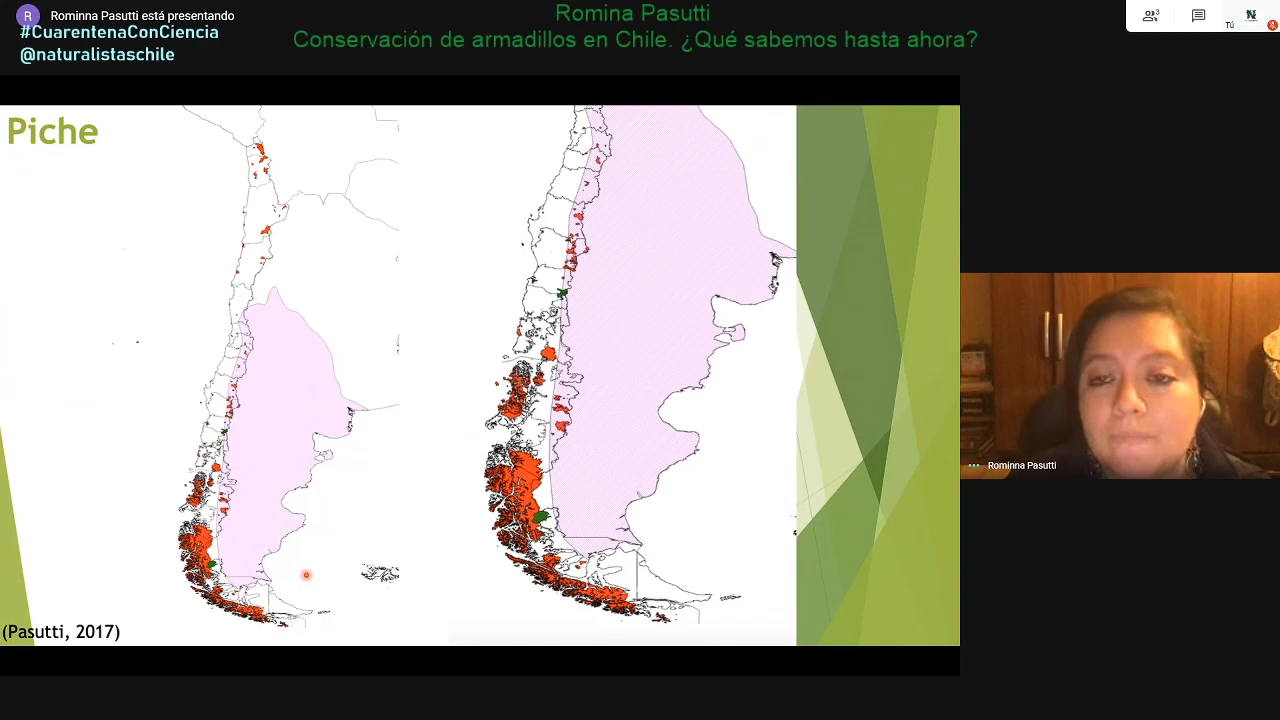 R
Rominna Pasutti está presentando
#CuarentenaConCiencia
@naturalistaschile
Romina Pasutti
Conservación de armadillos en Chile. ¿Qué sabemos hasta ahora?
3
Tú
Piche
(Pasutti, 2017)
Rominna Pasutti